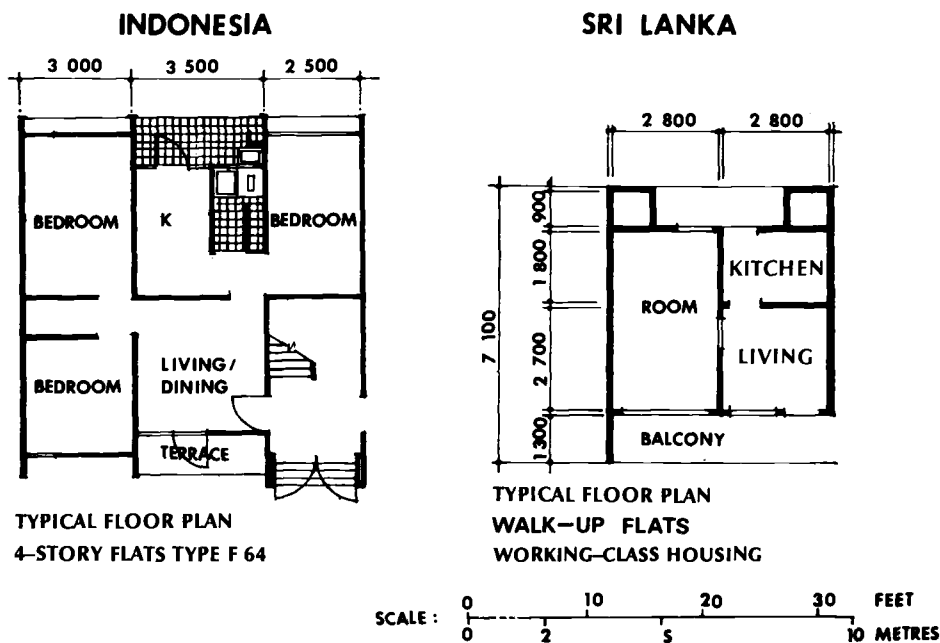 INDONESIA
3 000 3 500 2 500
BEDROOM
K
BEDROOM
BEDROOM
LIVING/
DINING
TERRACE
TYPICAL FLOOR PLAN
4–STORY FLATS TYPE F 64
SRI LANKA
2 800 2 800
7 100
900
1 800
2 700
1 300
KITCHEN
ROOM
LIVING
BALCONY
TYPICAL FLOOR PLAN
WALK–UP FLATS
WORKING–CLASS HOUSING
SCALE :
0 10 20 30 FEET
0 2 5 10 METRES